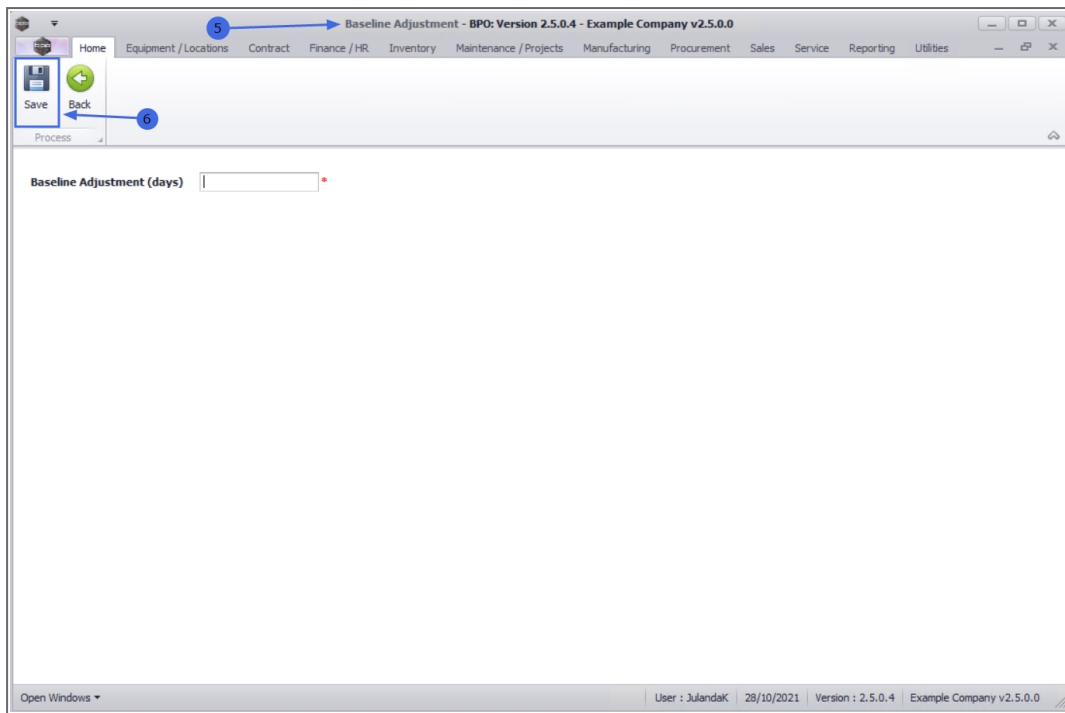 5
Baseline Adjustment - BPO: Version 2.5.0.4 - Example Company v2.5.0.0
Home Equipment / Locations Contract Finance / HR Inventory Maintenance / Projects Manufacturing Procurement Sales Service Reporting Utilities
Save Back
6
Process
Baseline Adjustment (days) *
Open Windows User : JulandaK 28/10/2021 Version : 2.5.0.4 Example Company v2.5.0.0